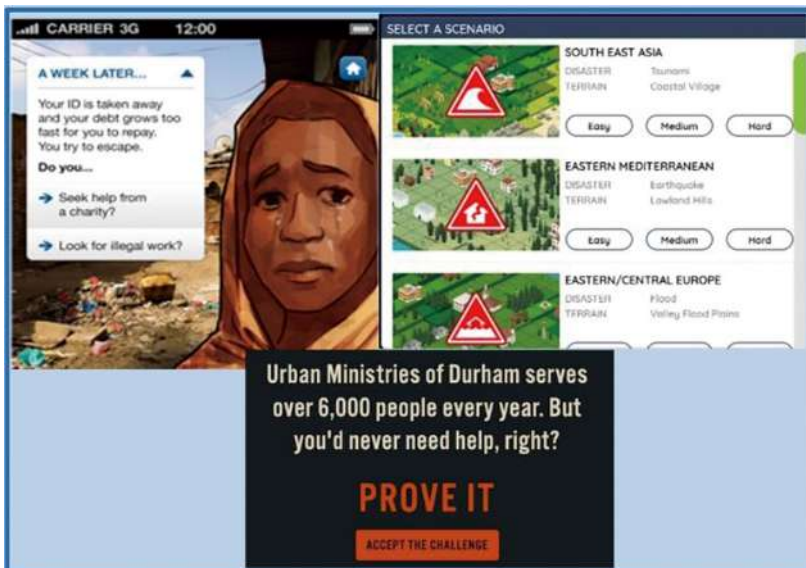 CARRIER 3G 12:00
A WEEK LATER...
Your ID is taken away
and your debt grows too
fast for you to repay.
You try to escape.
Do you...
Seek help from
a charity?
Look for illegal work?
SELECT A SCENARIO
SOUTH EAST ASIA
DISASTER Tsunami
TERRAIN Coastal Village
Easy Medium Hard
EASTERN MEDITERRANEAN
DISASTER Earthquake
TERRAIN Lowland Hills
Easy Medium Hard
EASTERN/CENTRAL EUROPE
DISASTER Flood
TERRAIN Valley Flood Plains
Urban Ministries of Durham serves
over 6,000 people every year. But
you'd never need help, right?
PROVE IT
ACCEPT THE CHALLENGE